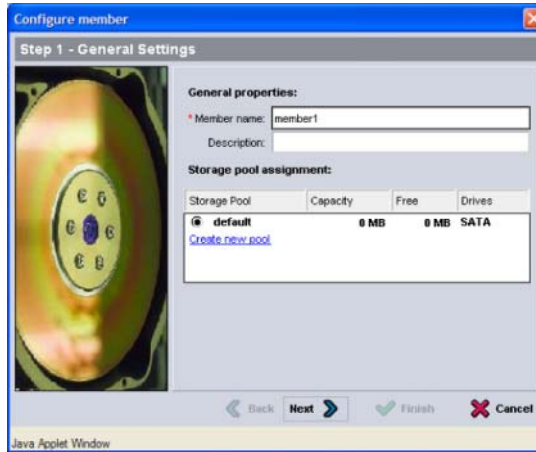 Configure member
Step 1 - General Settings
General properties:
* Member name: member1
Description:
Storage pool assignment:
Storage Pool Capacity Free Drives
default 0 MB 0 MB SATA
Create new pool
Back Next Finish Cancel
Java Applet Window